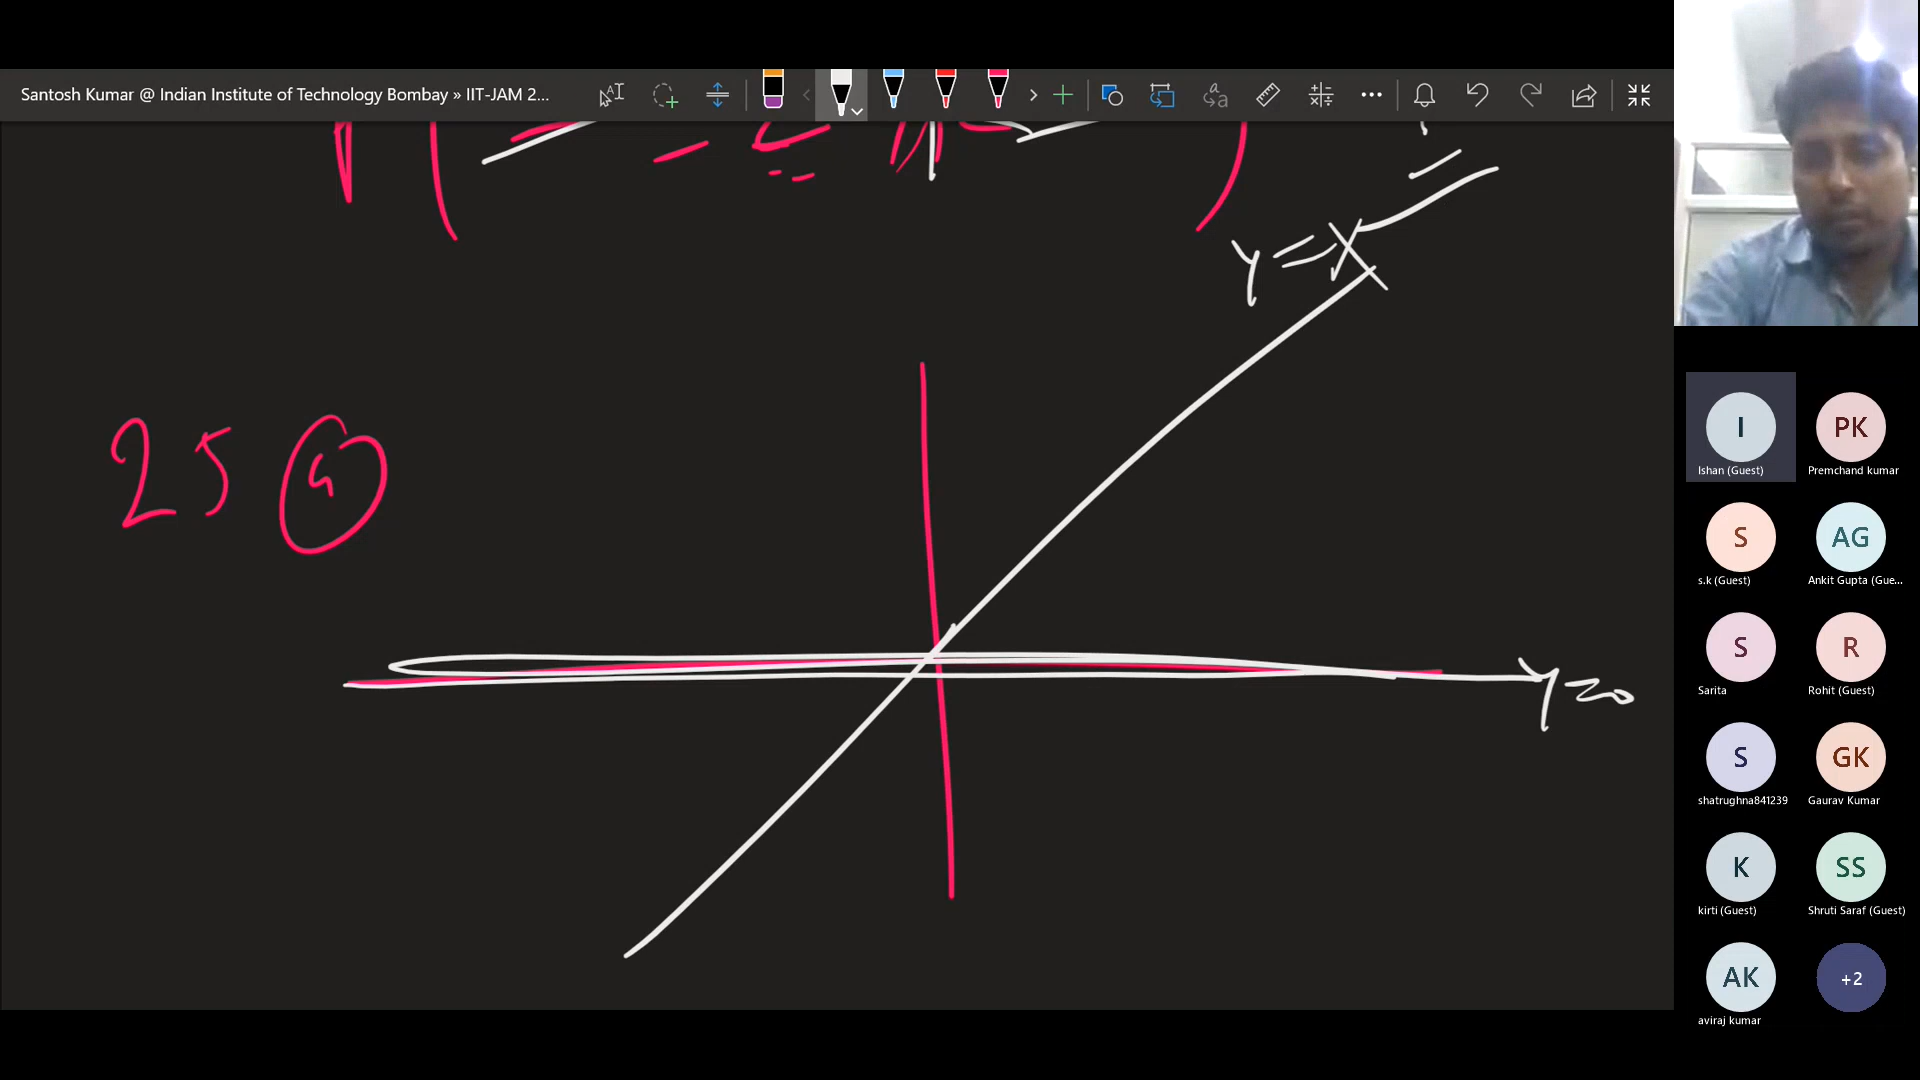 Santosh Kumar @ Indian Institute of Technology Bombay » IIT-JAM 2...
y = x
25 9
y=0
I
Ishan (Guest)
PK
Premchand kumar
S
s.k (Guest)
AG
Ankit Gupta (Gue...
S
Sarita
R
Rohit (Guest)
S
shatrughna841239
GK
Gaurav Kumar
K
kirti (Guest)
SS
Shruti Saraf (Guest)
AK
aviraj kumar
+2